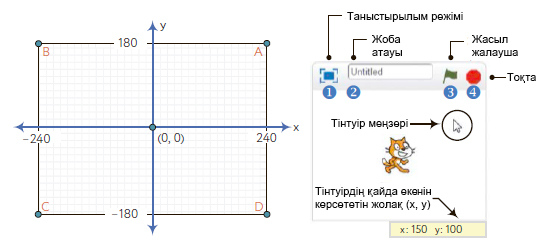 y
B
180
A
x
−240
(0, 0)
240
C
−180
D
Таныстырылым режімі
Жоба
атауы
Жасыл
жалауша
Untitled
1
2
3
4
Тоқта
Тінтуір меңзері
Тінтуірдің қайда екенін
көрсететін жолақ (x, y)
x: 150 y: 100